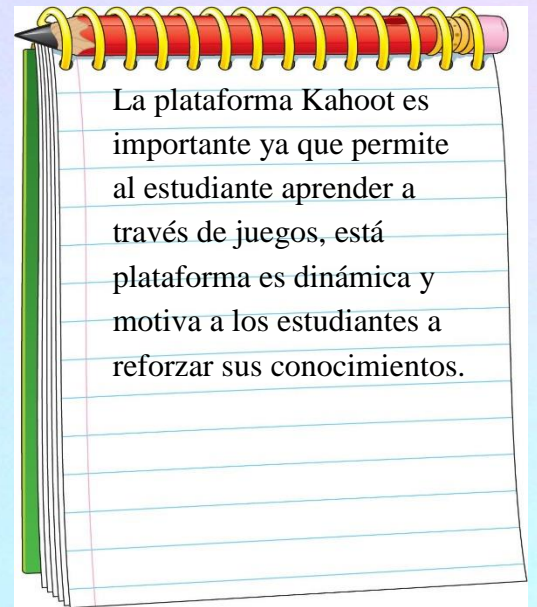 La plataforma Kahoot es
importante ya que permite
al estudiante aprender a
través de juegos, está
plataforma es dinámica y
motiva a los estudiantes a
reforzar sus conocimientos.